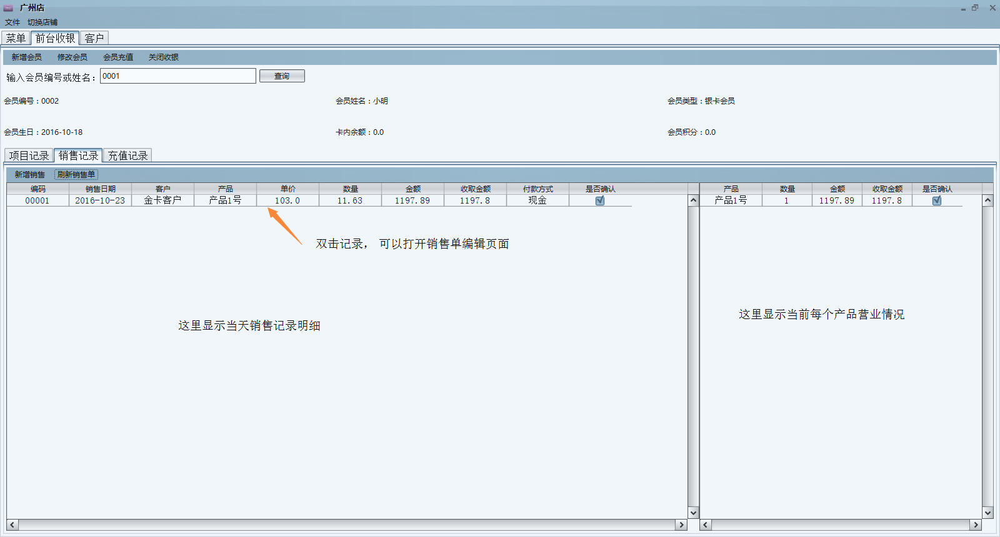 广州店
文件 切换店铺
菜单 前台收银 客户
新增会员 修改会员 会员充值 关闭收银
输入会员编号或姓名： 0001 查询
会员编号：0002 会员姓名：小明 会员类型：银卡会员
会员生日：2016-10-18 卡内余额：0.0 会员积分：0.0
项目记录 销售记录 充值记录
新增销售 刷新销售单
编码 销售日期 客户 产品 单价 数量 金额 收取金额 付款方式 是否确认 产品 数量 金额 收取金额 是否确认
00001 2016-10-23 金卡客户 产品1号 103.0 11.63 1197.89 1197.8 现金 产品1号 1 1197.89 1197.8
双击记录， 可以打开销售单编辑页面
这里显示当前每个产品营业情况
这里显示当天销售记录明细